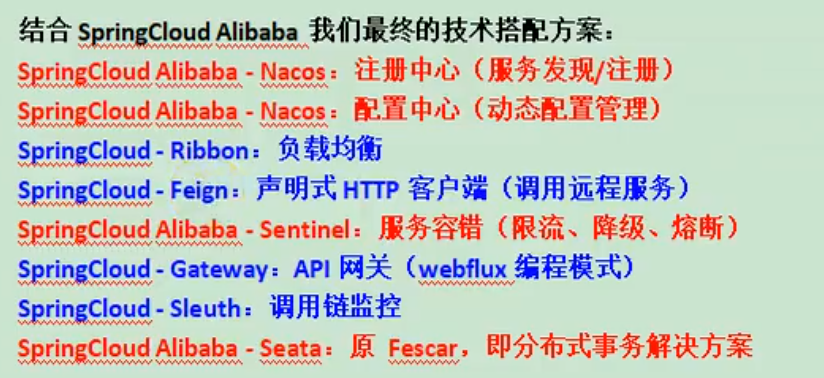 结合 SpringCloud Alibaba 我们最终的技术搭配方案：
SpringCloud Alibaba - Nacos：注册中心（服务发现/注册）
SpringCloud Alibaba - Nacos：配置中心（动态配置管理）
SpringCloud - Ribbon：负载均衡
SpringCloud - Feign：声明式 HTTP 客户端（调用远程服务）
SpringCloud Alibaba - Sentinel：服务容错（限流、降级、熔断）
SpringCloud - Gateway：API 网关（webflux 编程模式）
SpringCloud - Sleuth：调用链监控
SpringCloud Alibaba - Seata：原 Fescar，即分布式事务解决方案